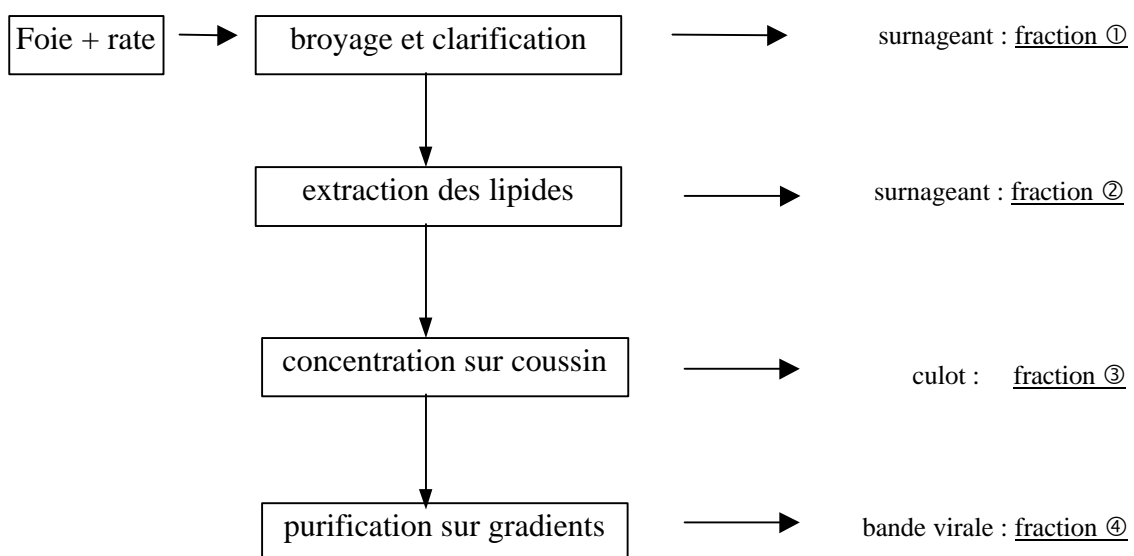 Foie + rate broyage et clarification surnageant : fraction ①
extraction des lipides surnageant : fraction ②
concentration sur coussin culot : fraction ③
purification sur gradients bande virale : fraction ④